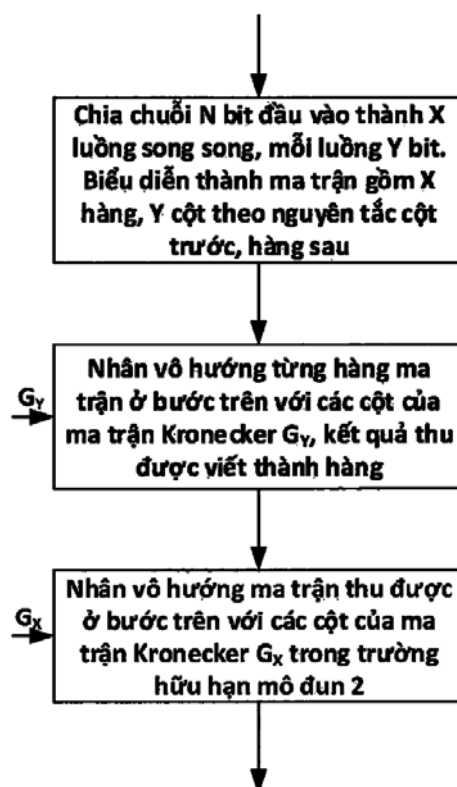 Chia chuỗi N bit đầu vào thành X
luồng song song, mỗi luồng Y bit.
Biểu diễn thành ma trận gồm X
hàng, Y cột theo nguyên tắc cột
trước, hàng sau
G_Y
Nhân vô hướng từng hàng ma
trận ở bước trên với các cột của
ma trận Kronecker G_Y, kết quả thu
được viết thành hàng
G_X
Nhân vô hướng ma trận thu được
ở bước trên với các cột của ma
trận Kronecker G_X trong trường
hữu hạn mô đun 2